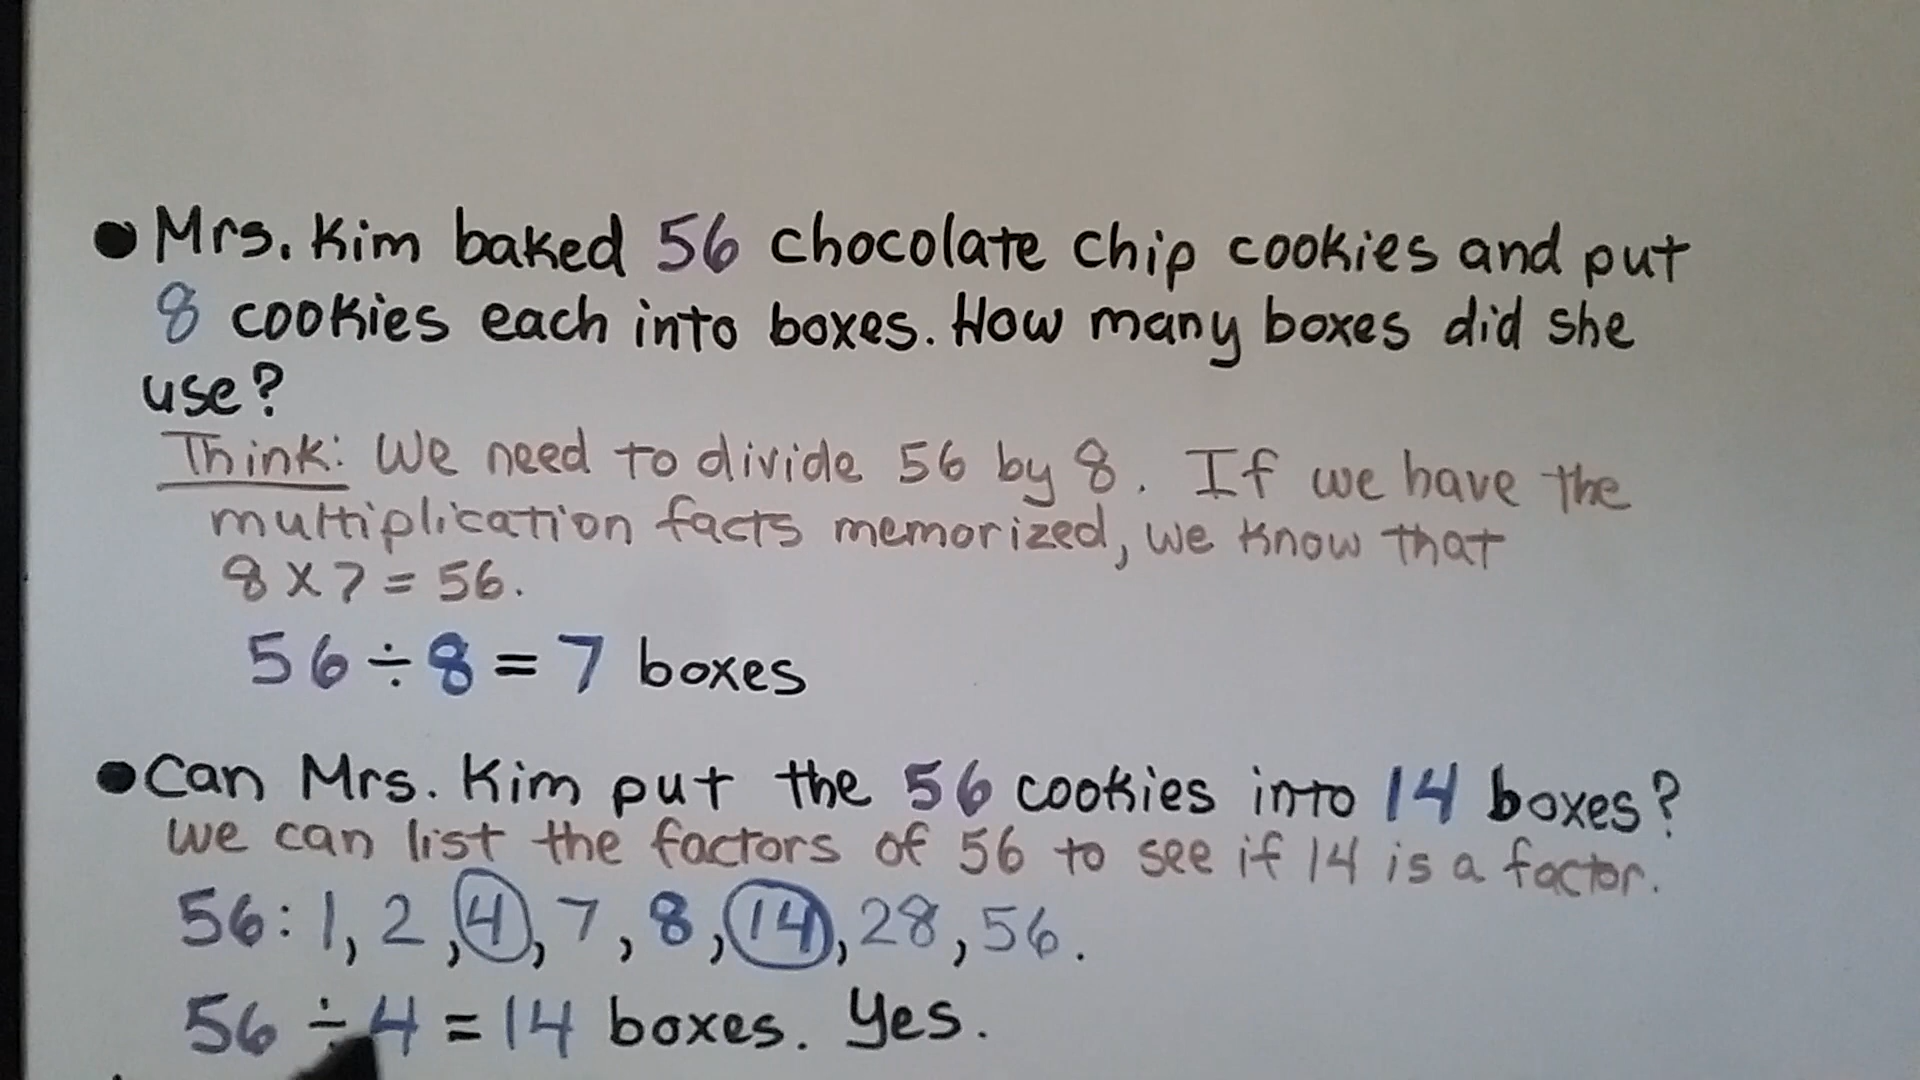 ● Mrs. Kim baked 56 chocolate chip cookies and put
8 cookies each into boxes. How many boxes did she
use?
Think: We need to divide 56 by 8. If we have the
multiplication facts memorized, we know that
8 x 7 = 56.
56 ÷ 8 = 7 boxes
● Can Mrs. Kim put the 56 cookies into 14 boxes?
We can list the factors of 56 to see if 14 is a factor.
56: 1, 2, 4, 7, 8, 14, 28, 56.
56 ÷ 4 = 14 boxes. Yes.